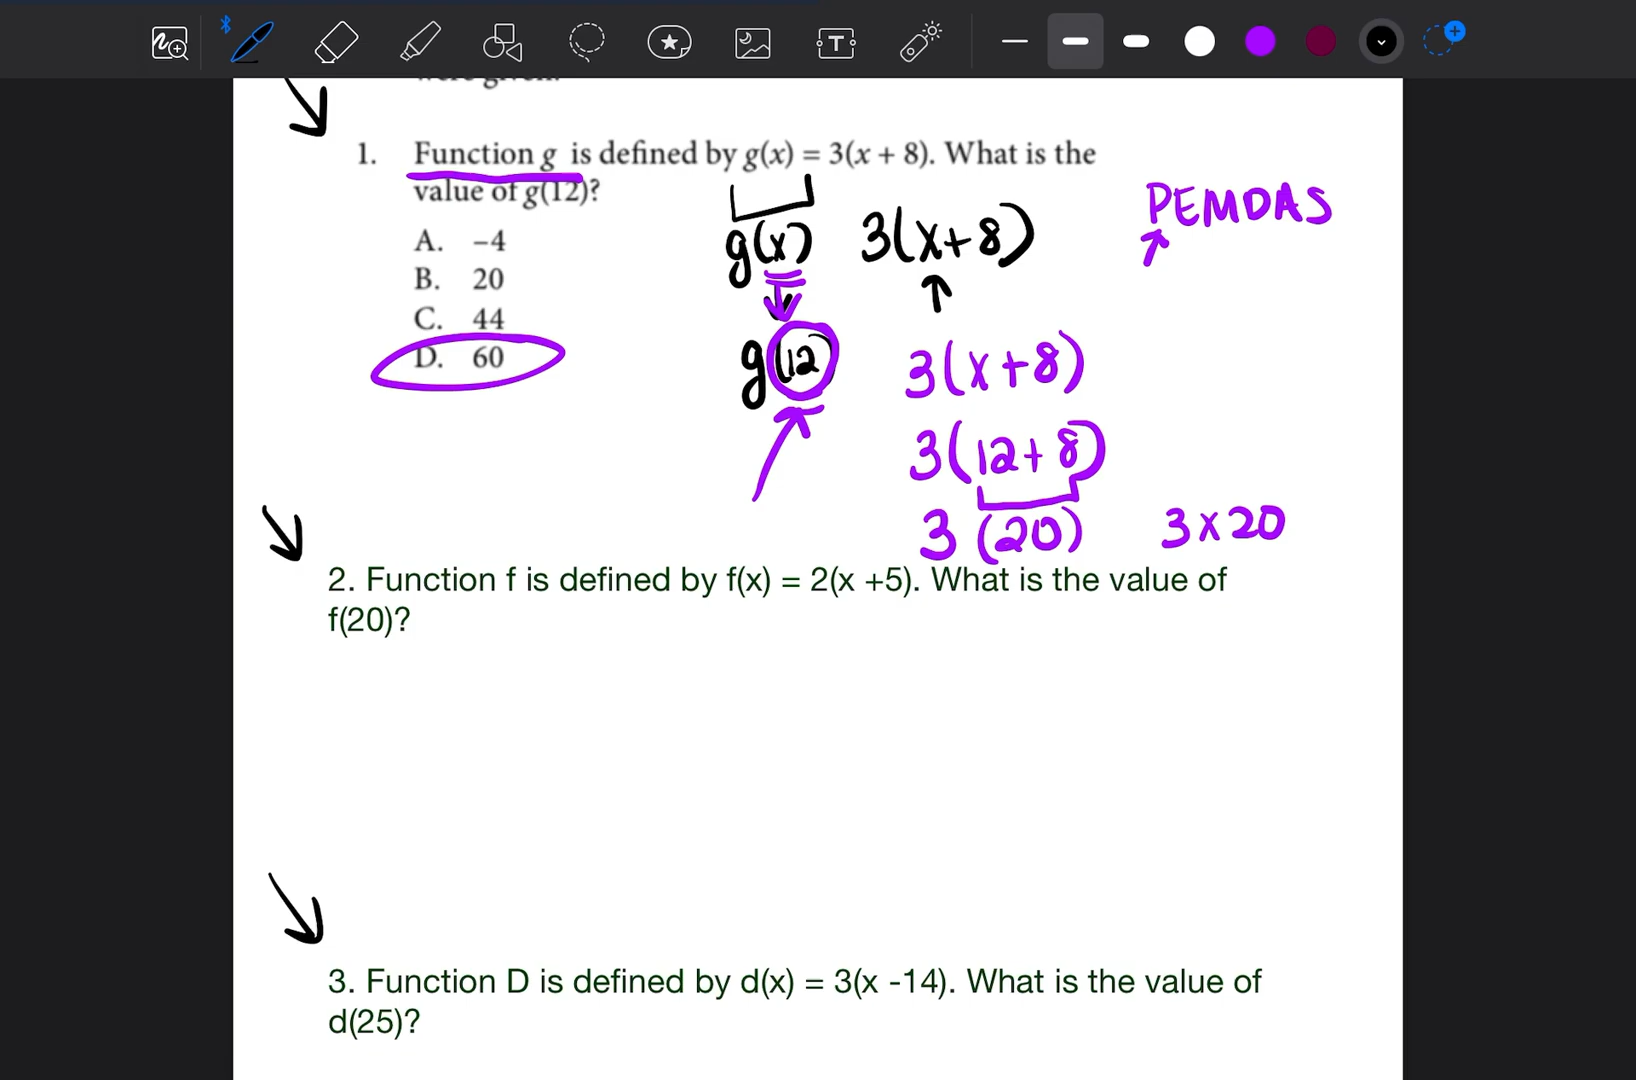 1. Function g is defined by g(x) = 3(x + 8). What is the
value of g(12)?
A. −4
B. 20
C. 44
D. 60
g(x) 3(x+8)
PEMDAS
g(12)
3(x+8)
3(12+8)
3(20) 3x20
2. Function f is defined by f(x) = 2(x +5). What is the value of
f(20)?
3. Function D is defined by d(x) = 3(x -14). What is the value of
d(25)?